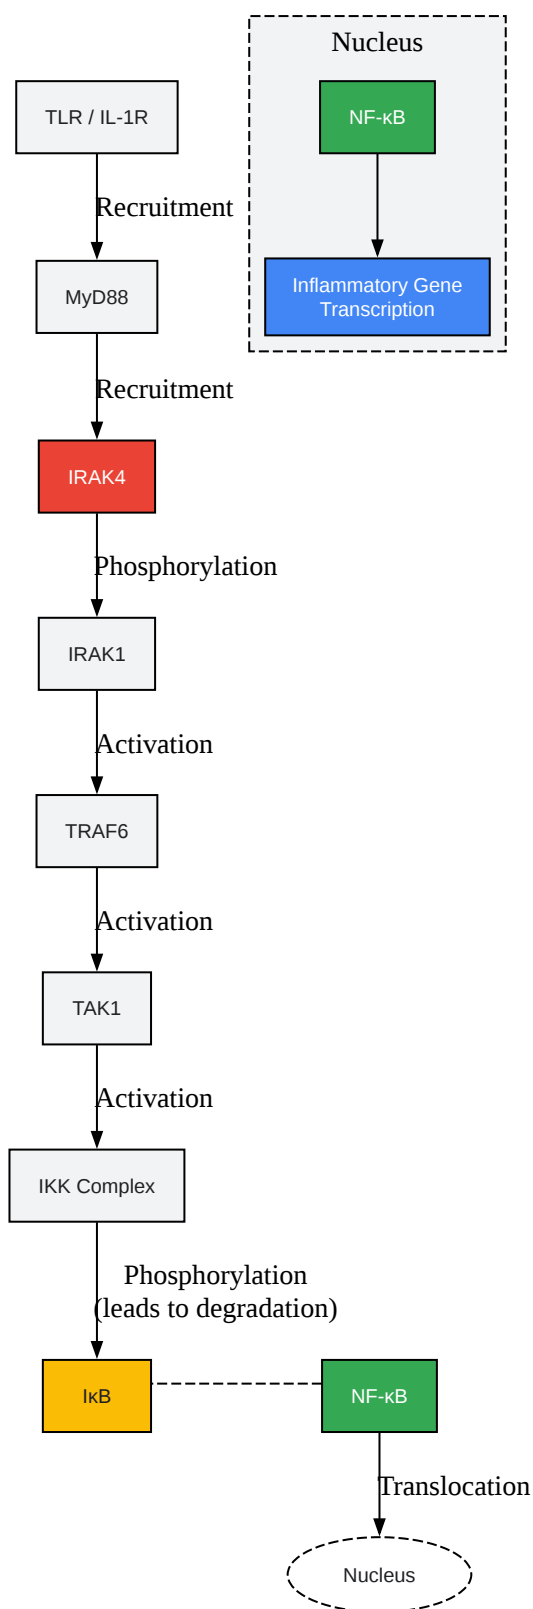 Nucleus
NF-κB
Inflammatory Gene
Transcription
TLR / IL-1R
Recruitment
MyD88
Recruitment
IRAK4
Phosphorylation
IRAK1
Activation
TRAF6
Activation
TAK1
Activation
IKK Complex
Phosphorylation
(leads to degradation)
IκB
NF-κB
Translocation
Nucleus